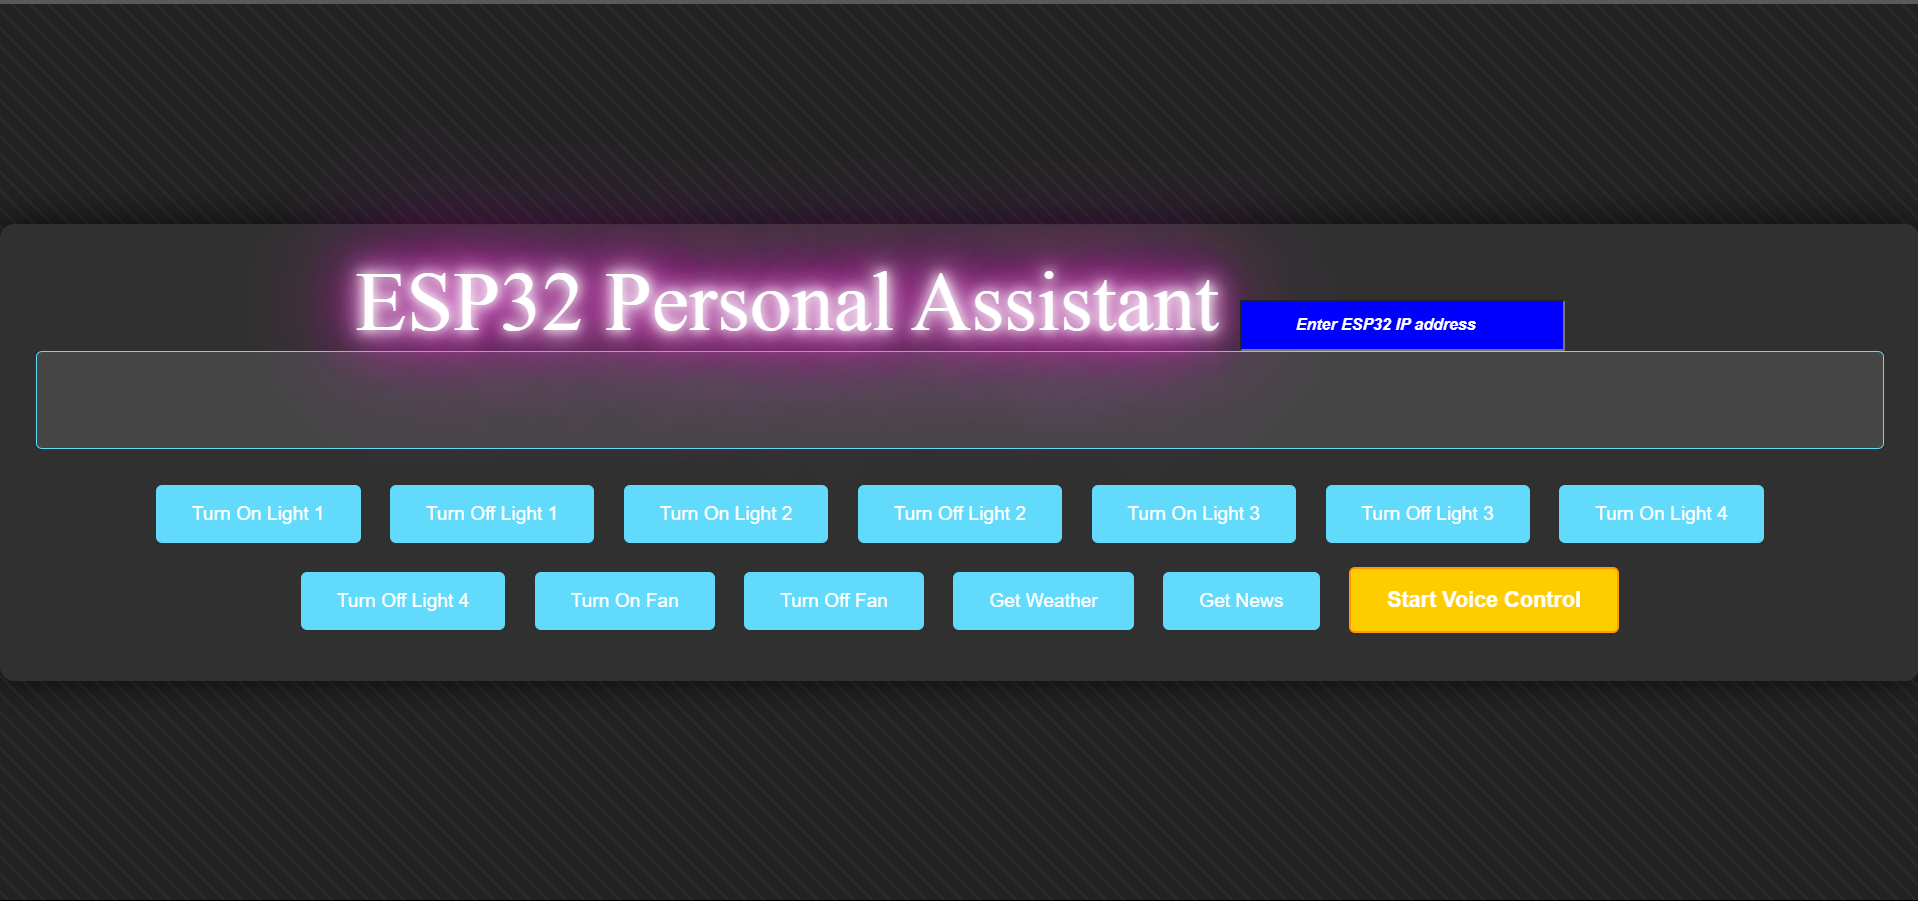 ESP32 Personal Assistant Enter ESP32 IP address
Turn On Light 1 Turn Off Light 1 Turn On Light 2 Turn Off Light 2 Turn On Light 3 Turn Off Light 3 Turn On Light 4
Turn Off Light 4 Turn On Fan Turn Off Fan Get Weather Get News Start Voice Control